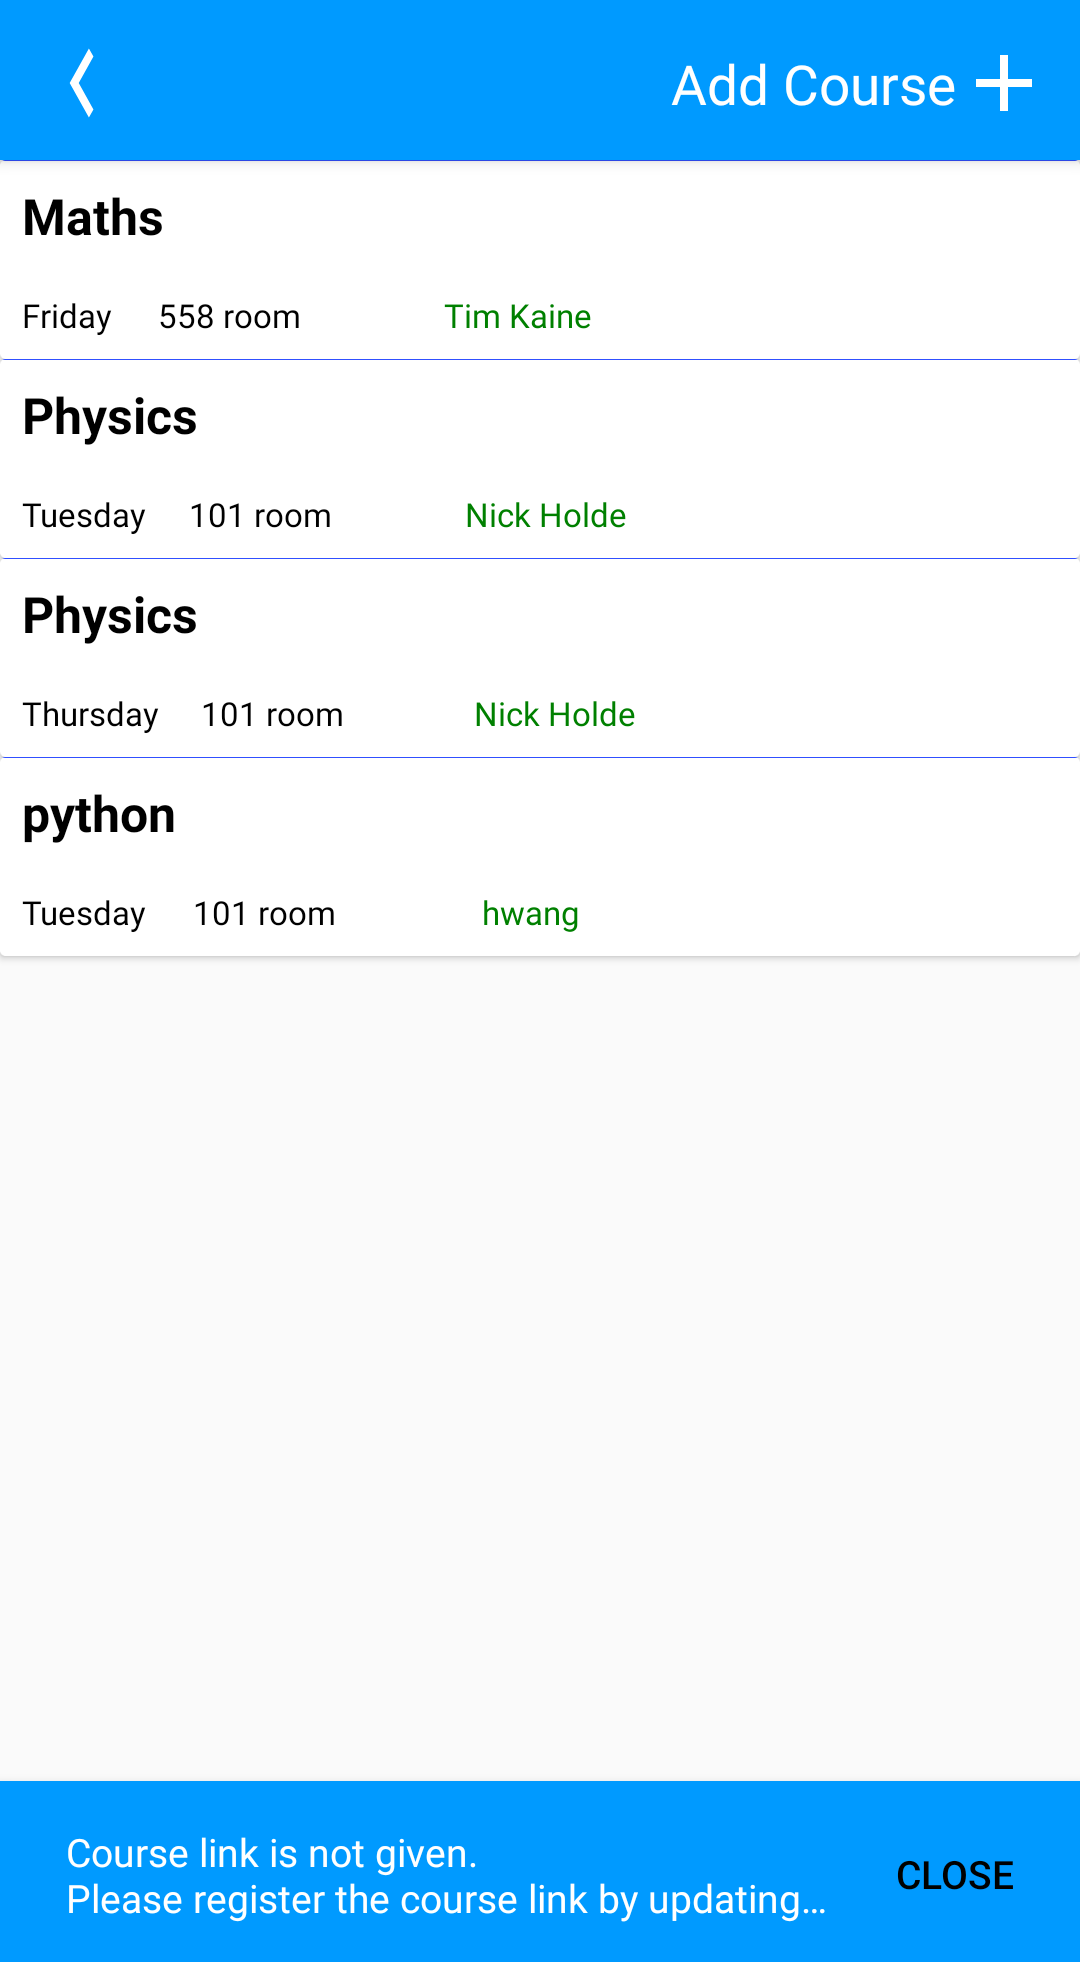 Add Course
Maths
Friday 558 room Tim Kaine
Physics
Tuesday 101 room Nick Holde
Physics
Thursday 101 room Nick Holde
python
Tuesday 101 room hwang
Course link is not given.
Please register the course link by updating...
CLOSE